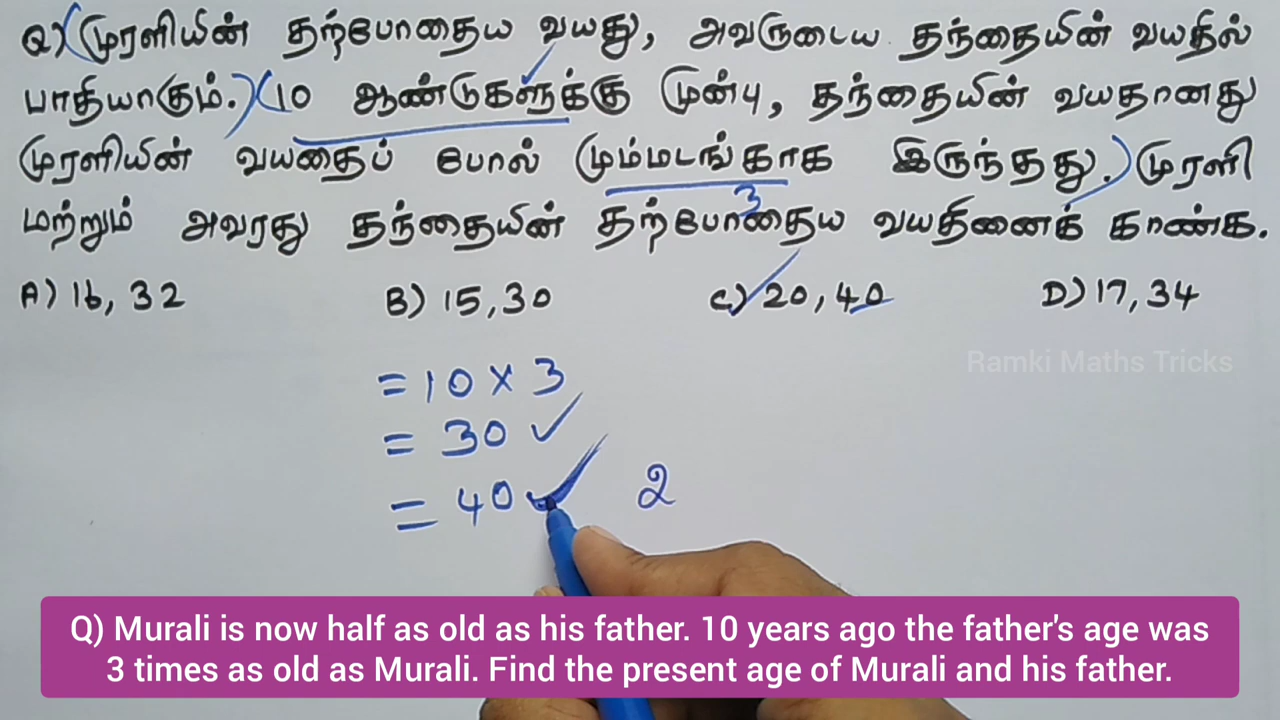 Q) முரளியின் தற்போதைய வயது, அவருடைய தந்தையின் வயதில்
பாதியாகும். 10 ஆண்டுகளுக்கு முன்பு, தந்தையின் வயதானது
முரளியின் வயதைப் போல் மும்மடங்காக இருந்தது. முரளி
3
மற்றும் அவரது தந்தையின் தற்போதைய வயதினைக் காண்க.
A) 16, 32 B) 15, 30 C) 20, 40 D) 17, 34
Ramki Maths Tricks
= 10 × 3
= 30 ✓
= 40 ✓ 2
Q) Murali is now half as old as his father. 10 years ago the father's age was
3 times as old as Murali. Find the present age of Murali and his father.